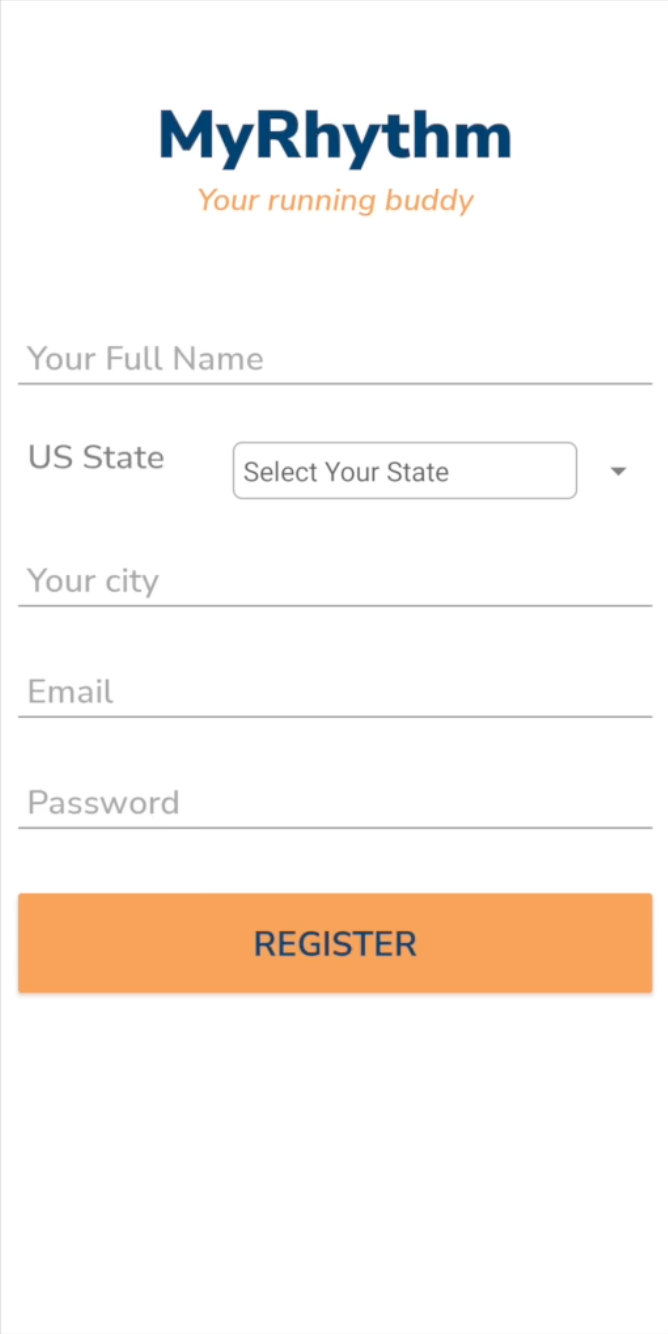 MyRhythm
Your running buddy
Your Full Name
US State
Select Your State
Your city
Email
Password
REGISTER